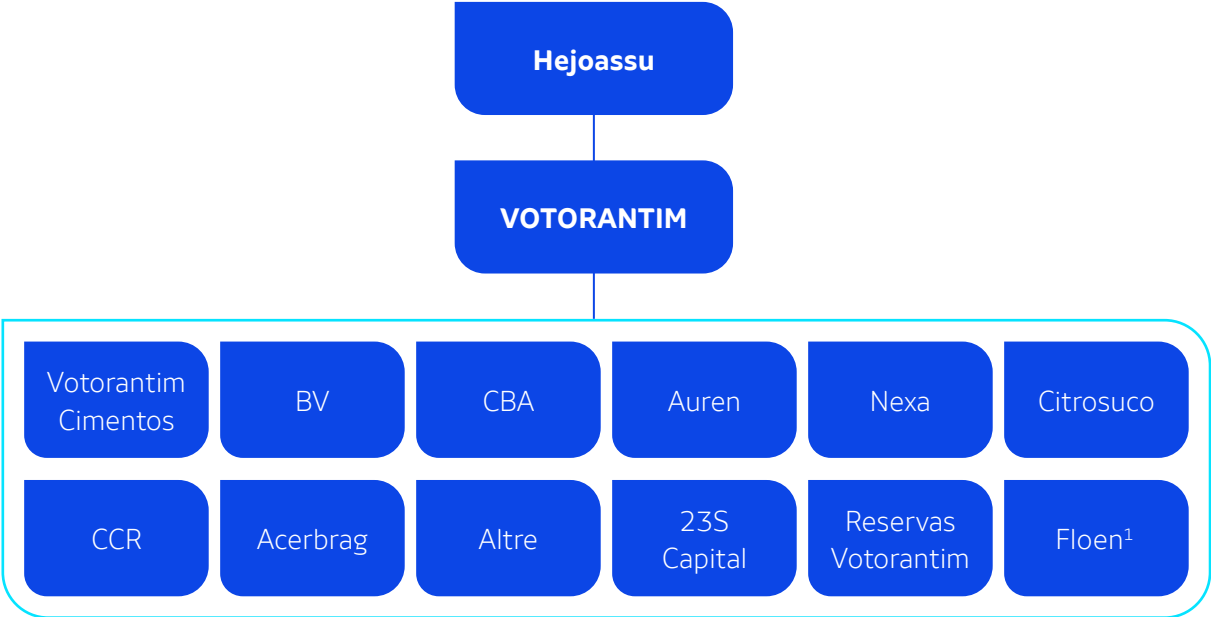 Hejoassu
VOTORANTIM
Votorantim
Cimentos
BV
CBA
Auren
Nexa
Citrosuco
CCR
Acerbrag
Altre
23S
Capital
Reservas
Votorantim
Floen¹